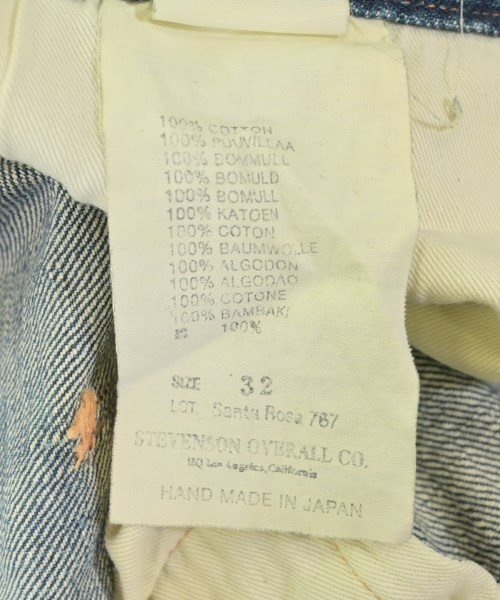 100% COTTON
100% PUUVILLAA
100% BOMMULL
100% BOMULD
100% BOMULL
100% KATOEN
100% COTON
100% BAUMWOLLE
100% ALGODON
100% ALGODAO
100% COTONE
100% BAMBAKI
100%
SIZE 32
LOT. Santa Rosa 767
STEVENSON OVERALL CO.
HQ Los Angeles, California
HAND MADE IN JAPAN